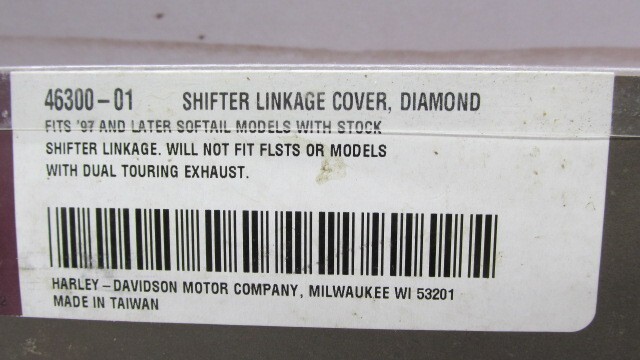 46300-01 SHIFTER LINKAGE COVER, DIAMOND
FITS '97 AND LATER SOFTAIL MODELS WITH STOCK
SHIFTER LINKAGE. WILL NOT FIT FLSTS OR MODELS
WITH DUAL TOURING EXHAUST.
HARLEY-DAVIDSON MOTOR COMPANY, MILWAUKEE WI 53201
MADE IN TAIWAN